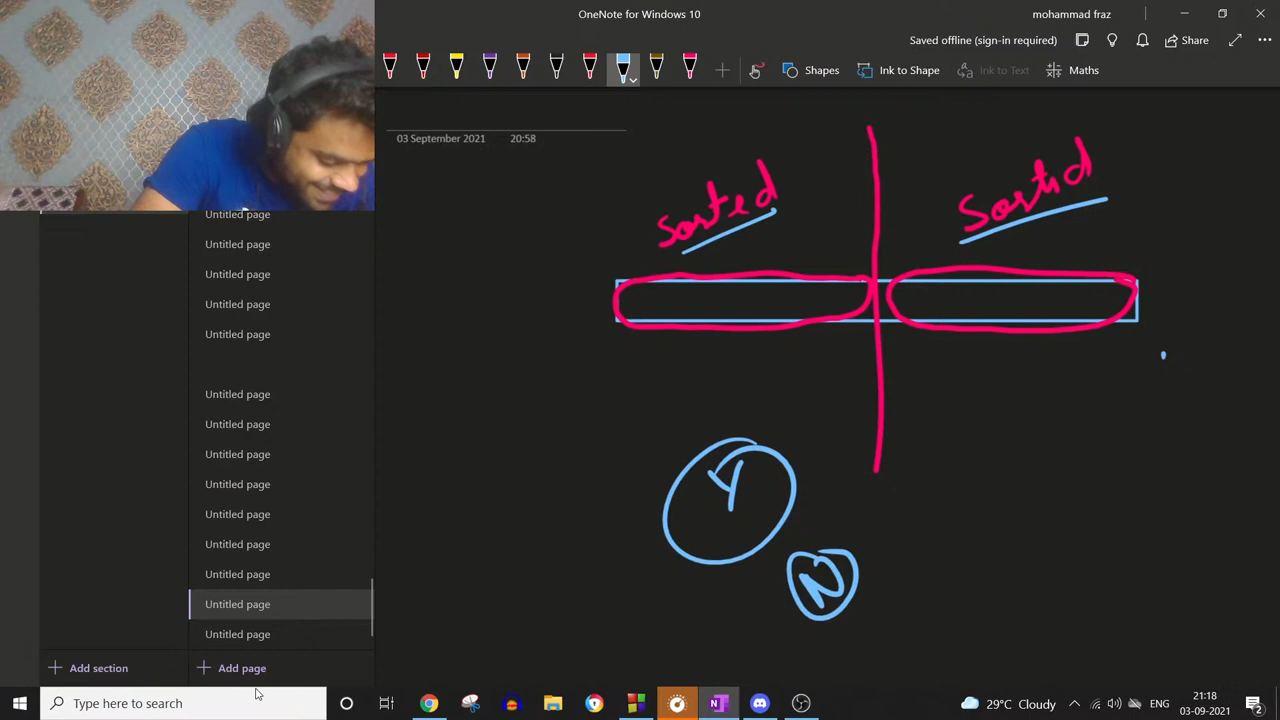 OneNote for Windows 10
mohammad fraz
Saved offline (sign-in required)
Share
Shapes
Ink to Shape
Ink to Text
Maths
03 September 2021 20:58
Sorted
Sorted
Y
N
Untitled page
Untitled page
Untitled page
Untitled page
Untitled page
Untitled page
Untitled page
Untitled page
Untitled page
Untitled page
Untitled page
Untitled page
Untitled page
Untitled page
Add section
Add page
Type here to search
29°C Cloudy
ENG
21:18
03-09-2021
2